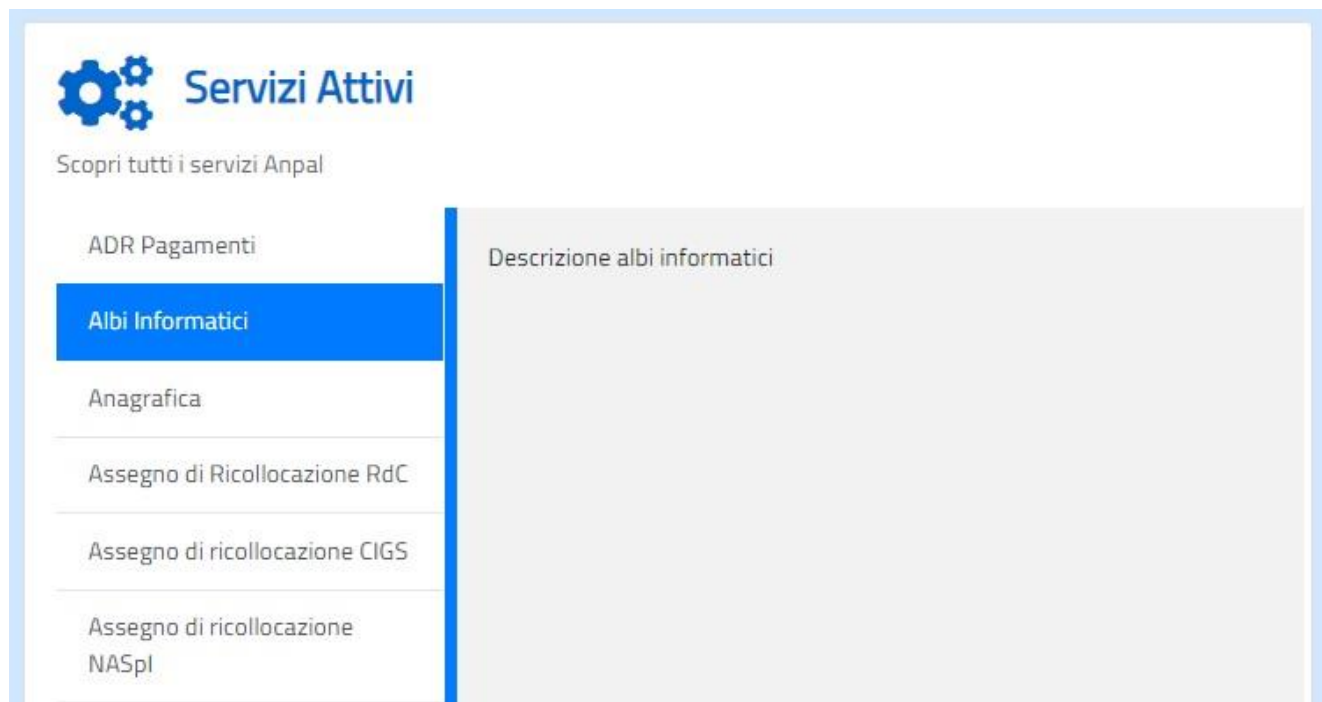 Servizi Attivi
Scopri tutti i servizi Anpal
ADR Pagamenti
Albi Informatici
Anagrafica
Assegno di Ricollocazione RdC
Assegno di ricollocazione CIGS
Assegno di ricollocazione
NASpI
Descrizione albi informatici